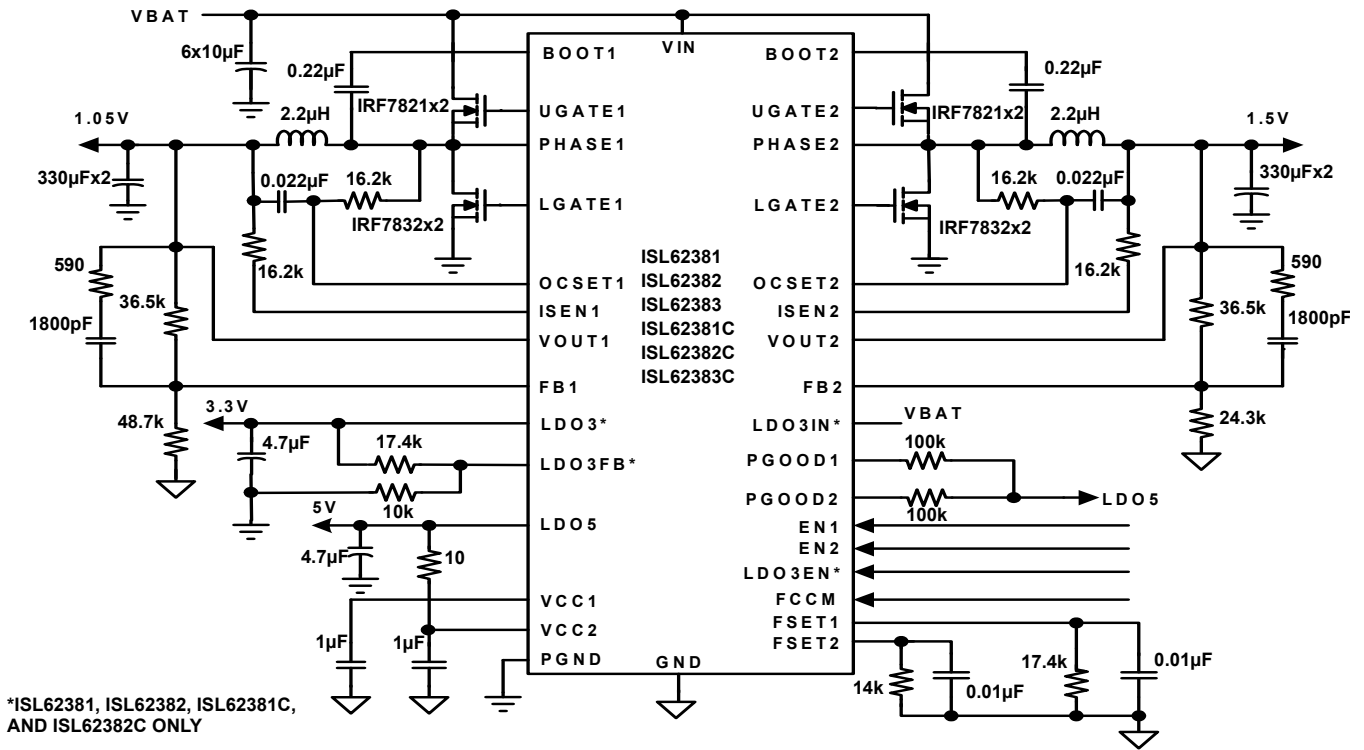 VBAT
6x10µF
0.22µF
IRF7821x2
2.2µH
1.05V
330µFx2
0.022µF
16.2k
IRF7832x2
16.2k
590
36.5k
1800pF
48.7k
3.3V
4.7µF
17.4k
10k
5V
4.7µF
10
1µF
1µF
VIN
BOOT1
UGATE1
PHASE1
LGATE1
OCSET1
ISEN1
VOUT1
FB1
LDO3*
LDO3FB*
LDO5
VCC1
VCC2
PGND
GND
ISL62381
ISL62382
ISL62383
ISL62381C
ISL62382C
ISL62383C
BOOT2
UGATE2
PHASE2
LGATE2
OCSET2
ISEN2
VOUT2
FB2
LDO3IN*
PGOOD1
PGOOD2
EN1
EN2
LDO3EN*
FCCM
FSET1
FSET2
0.22µF
IRF7821x2
2.2µH
1.5V
330µFx2
16.2k
0.022µF
IRF7832x2
16.2k
590
36.5k
1800pF
24.3k
VBAT
100k
100k
LDO5
14k
0.01µF
17.4k
0.01µF
*ISL62381, ISL62382, ISL62381C,
AND ISL62382C ONLY